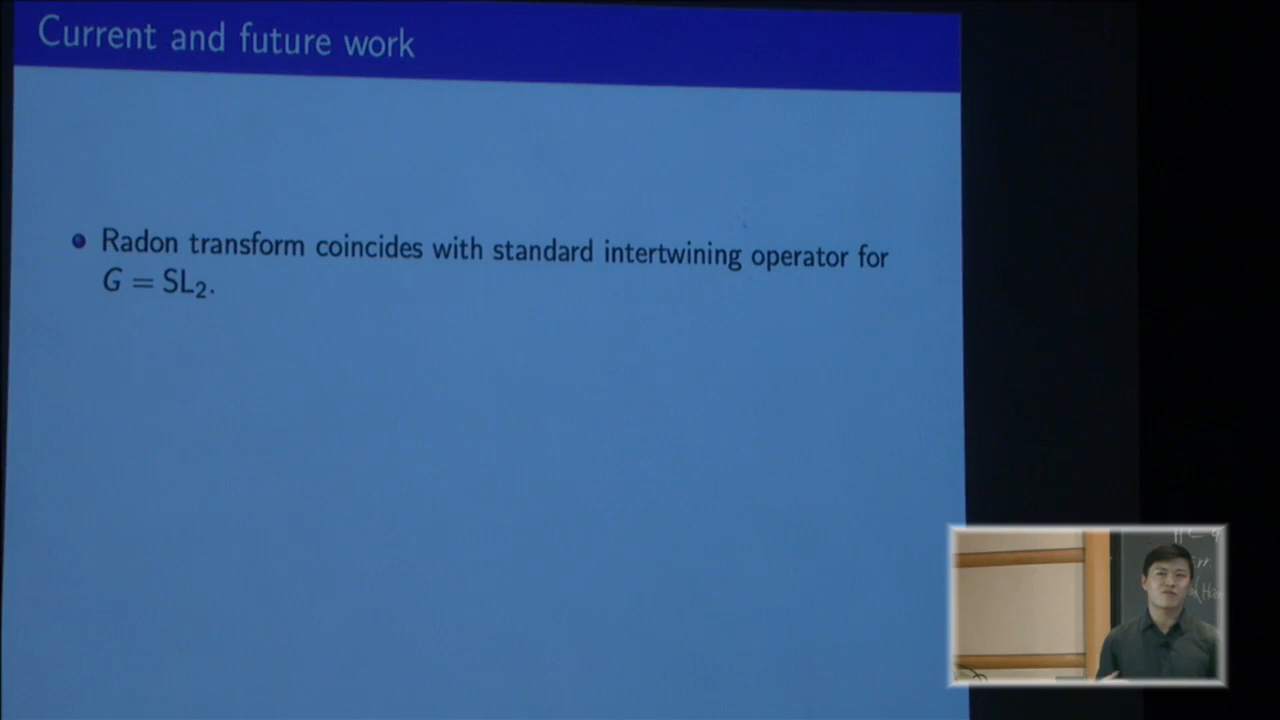 Current and future work
Radon transform coincides with standard intertwining operator for
G = SL₂.